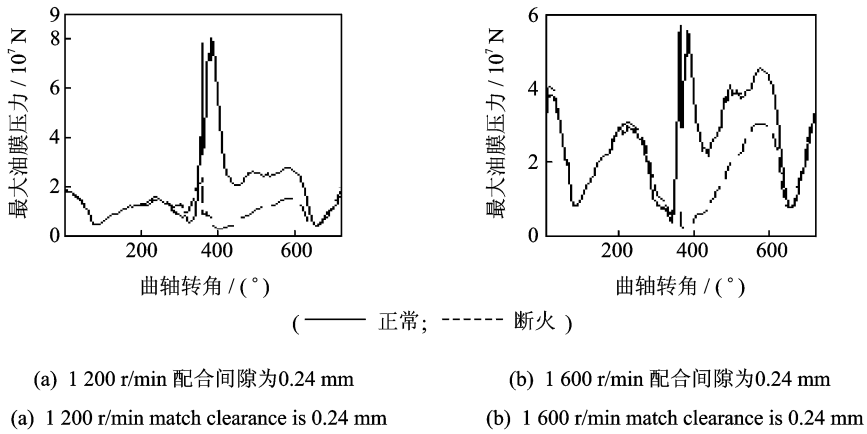 最大油膜压力 / 10⁷ N
9
8
6
4
2
0
200
400
600
曲轴转角 / ( ° )
最大油膜压力 / 10⁷ N
6
4
2
0
200
400
600
曲轴转角 / ( ° )
( 正常; 断火 )
(a) 1 200 r/min 配合间隙为0.24 mm
(b) 1 600 r/min 配合间隙为0.24 mm
(a) 1 200 r/min match clearance is 0.24 mm
(b) 1 600 r/min match clearance is 0.24 mm